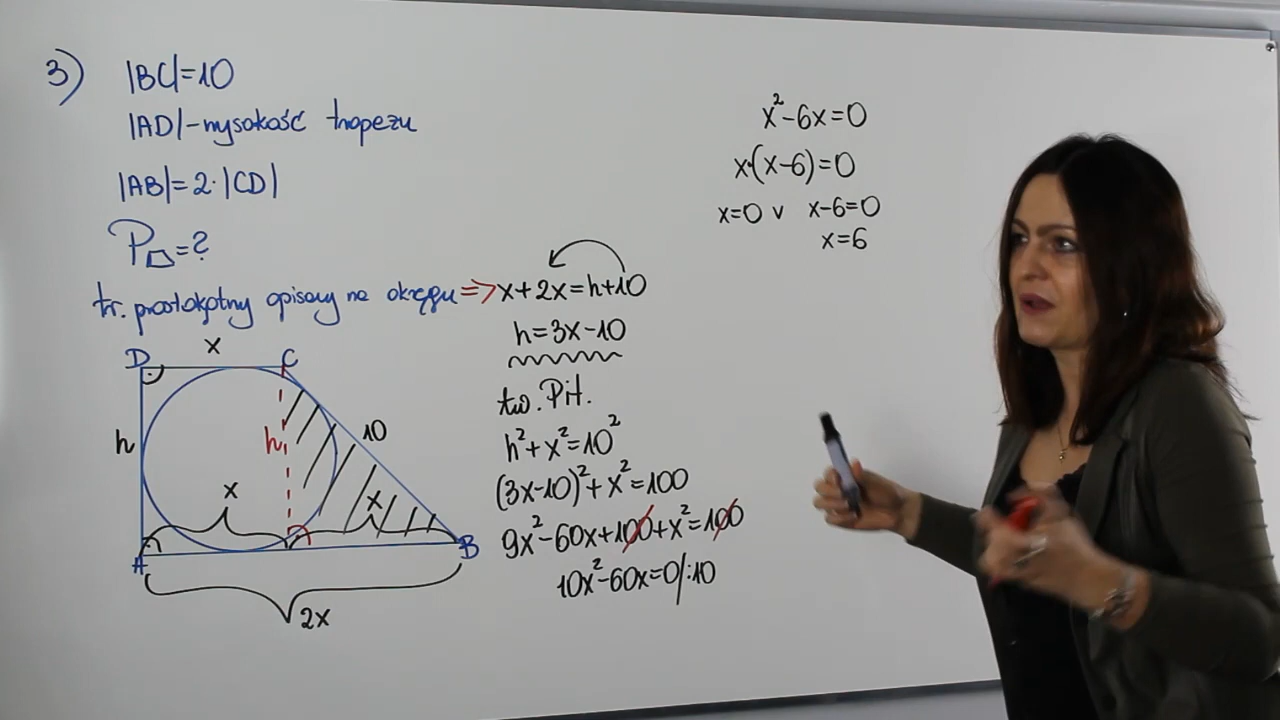 3) |BC|=10
|AD|-wysokość trapezu
|AB|=2·|CD|
P=?
tr. prostokątny opisany na okręgu => x+2x=h+10
h=3x-10
tw. Pit.
h²+x²=10²
(3x-10)²+x²=100
9x²-60x+100+x²=100
10x²-60x=0/:10
x²-6x=0
x·(x-6)=0
x=0 v x-6=0
x=6
D x C
h h 10
x x
A B
2x